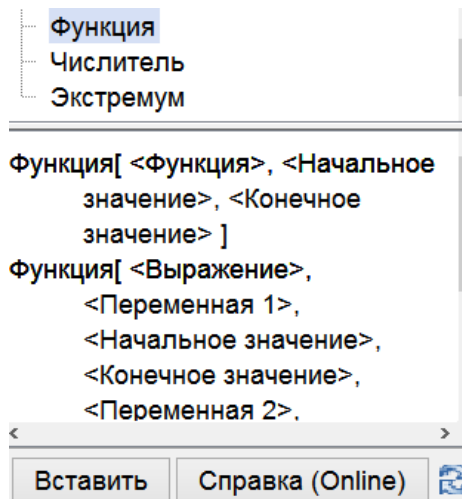 Функция
Числитель
Экстремум
Функция[ <Функция>, <Начальное
значение>, <Конечное
значение> ]
Функция[ <Выражение>,
<Переменная 1>,
<Начальное значение>,
<Конечное значение>,
<Переменная 2>,
Вставить Справка (Online)